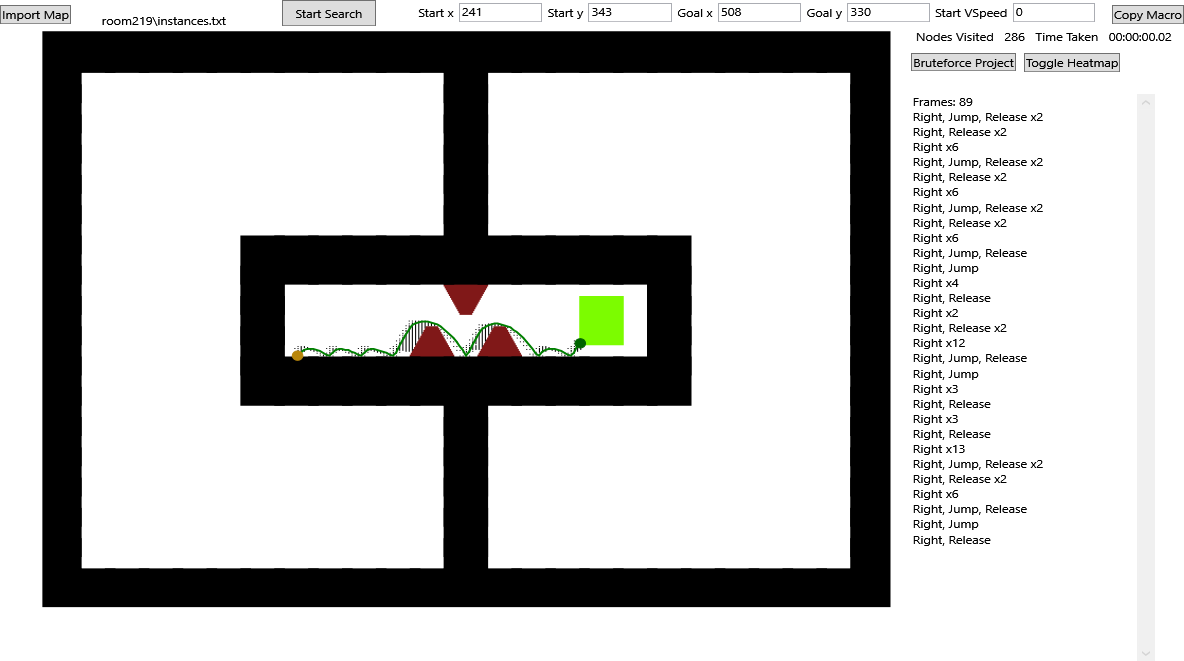 Import Map
room219\instances.txt
Start Search
Start x 241 Start y 343 Goal x 508 Goal y 330 Start VSpeed 0
Copy Macro
Nodes Visited 286 Time Taken 00:00:00.02
Bruteforce Project Toggle Heatmap
Frames: 89
Right, Jump, Release x2
Right, Release x2
Right x6
Right, Jump, Release x2
Right, Release x2
Right x6
Right, Jump, Release x2
Right, Release x2
Right x6
Right, Jump, Release
Right, Jump
Right x4
Right, Release
Right x2
Right, Release x2
Right x12
Right, Jump, Release
Right, Jump
Right x3
Right, Release
Right x3
Right, Release
Right x13
Right, Jump, Release x2
Right, Release x2
Right x6
Right, Jump, Release
Right, Jump
Right, Release